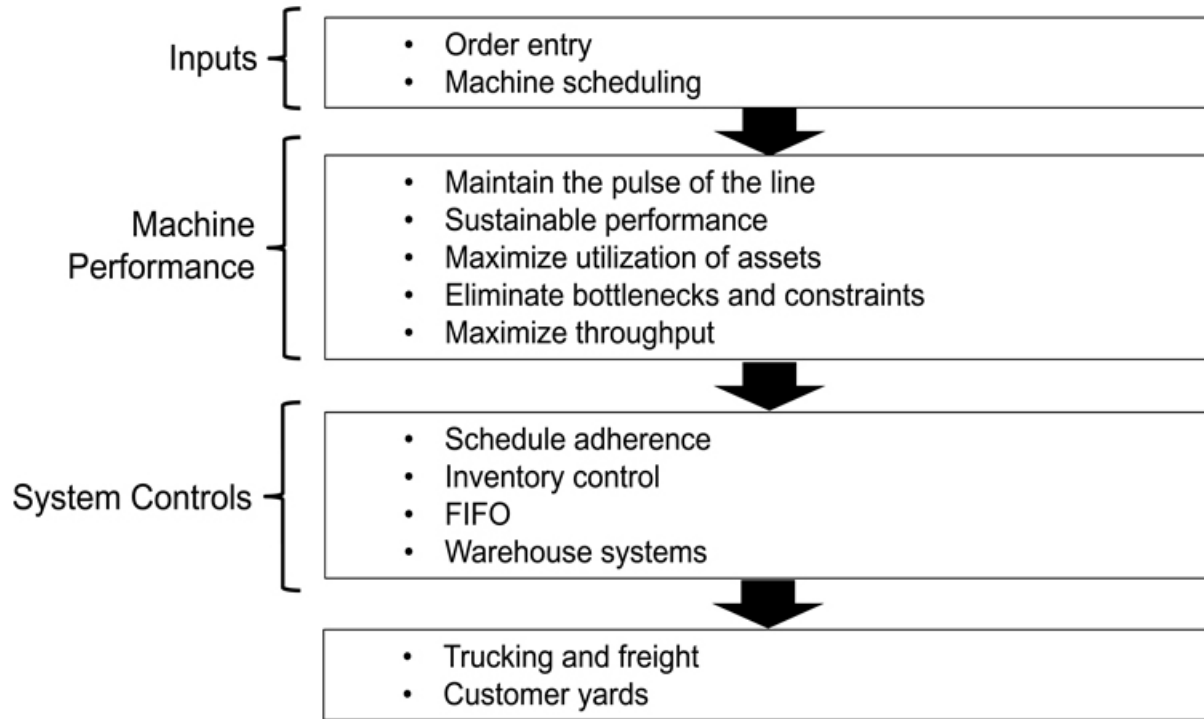 Inputs
• Order entry
• Machine scheduling
Machine
Performance
• Maintain the pulse of the line
• Sustainable performance
• Maximize utilization of assets
• Eliminate bottlenecks and constraints
• Maximize throughput
System Controls
• Schedule adherence
• Inventory control
• FIFO
• Warehouse systems
• Trucking and freight
• Customer yards